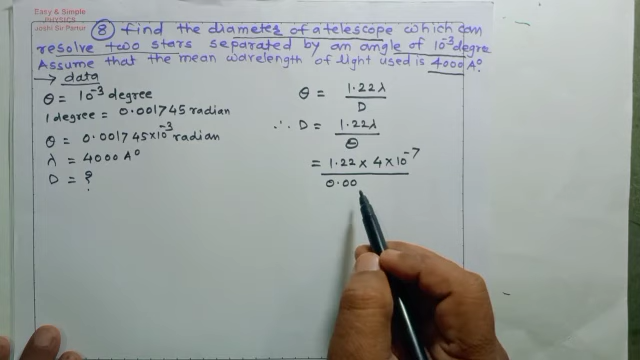 Easy & Simple
PHYSICS
Joshi Sir Partur
⑧ find the diameter of a telescope which can
resolve two stars separated by an angle of 10⁻³ degree
Assume that the mean wavelength of light used is 4000 A°.
→ data
θ = 10⁻³ degree
1 degree = 0.001745 radian
θ = 0.001745×10⁻³ radian
λ = 4000 A°
D = ?
θ = 1.22λ / D
∴ D = 1.22λ / θ
= 1.22 × 4 × 10⁻⁷ / 0.00